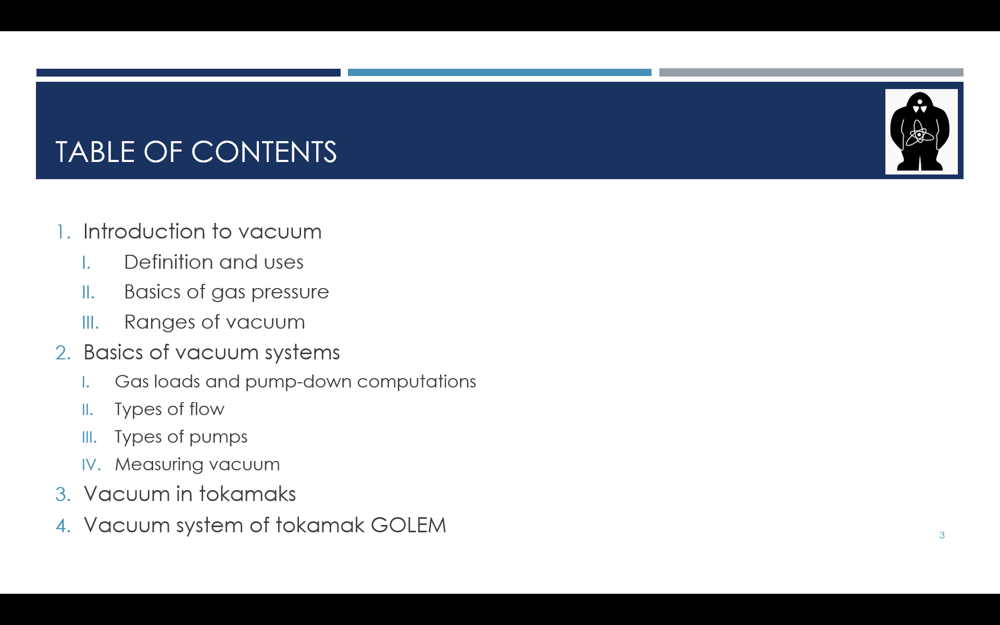 TABLE OF CONTENTS
1. Introduction to vacuum
I. Definition and uses
II. Basics of gas pressure
III. Ranges of vacuum
2. Basics of vacuum systems
I. Gas loads and pump-down computations
II. Types of flow
III. Types of pumps
IV. Measuring vacuum
3. Vacuum in tokamaks
4. Vacuum system of tokamak GOLEM
3